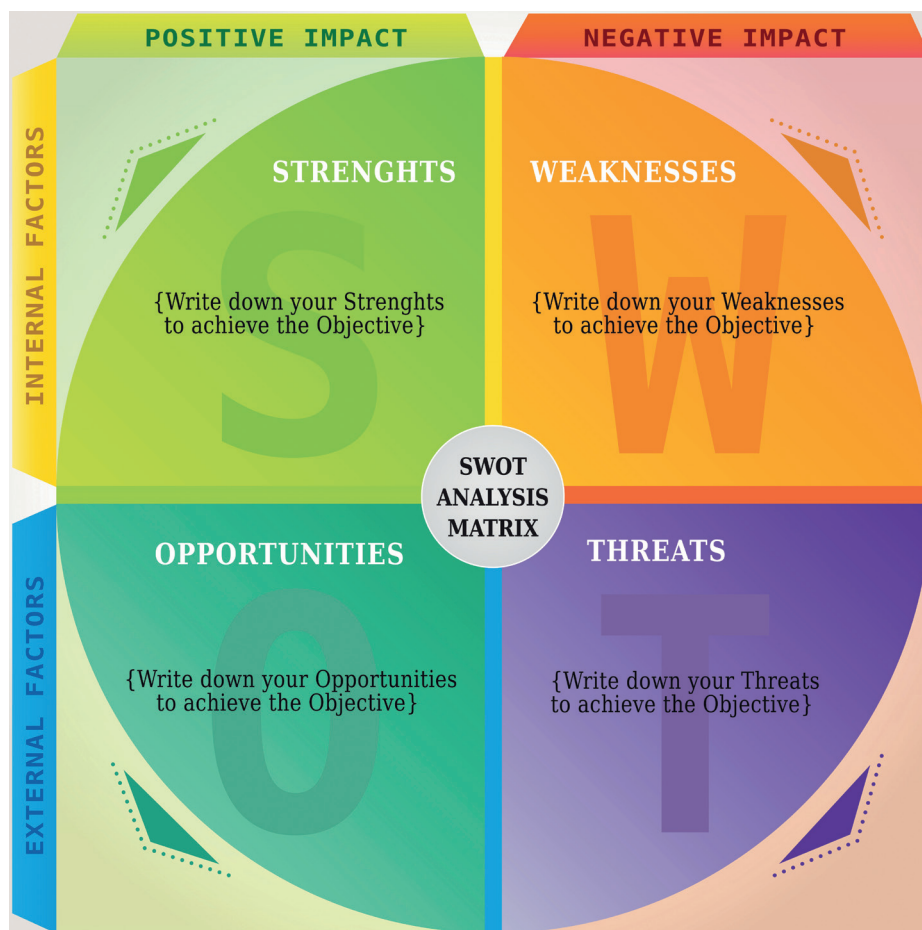 POSITIVE IMPACT
NEGATIVE IMPACT
INTERNAL FACTORS
STRENGHTS
S
{Write down your Strenghts
to achieve the Objective}
WEAKNESSES
W
{Write down your Weaknesses
to achieve the Objective}
SWOT
ANALYSIS
MATRIX
EXTERNAL FACTORS
OPPORTUNITIES
O
{Write down your Opportunities
to achieve the Objective}
THREATS
T
{Write down your Threats
to achieve the Objective}